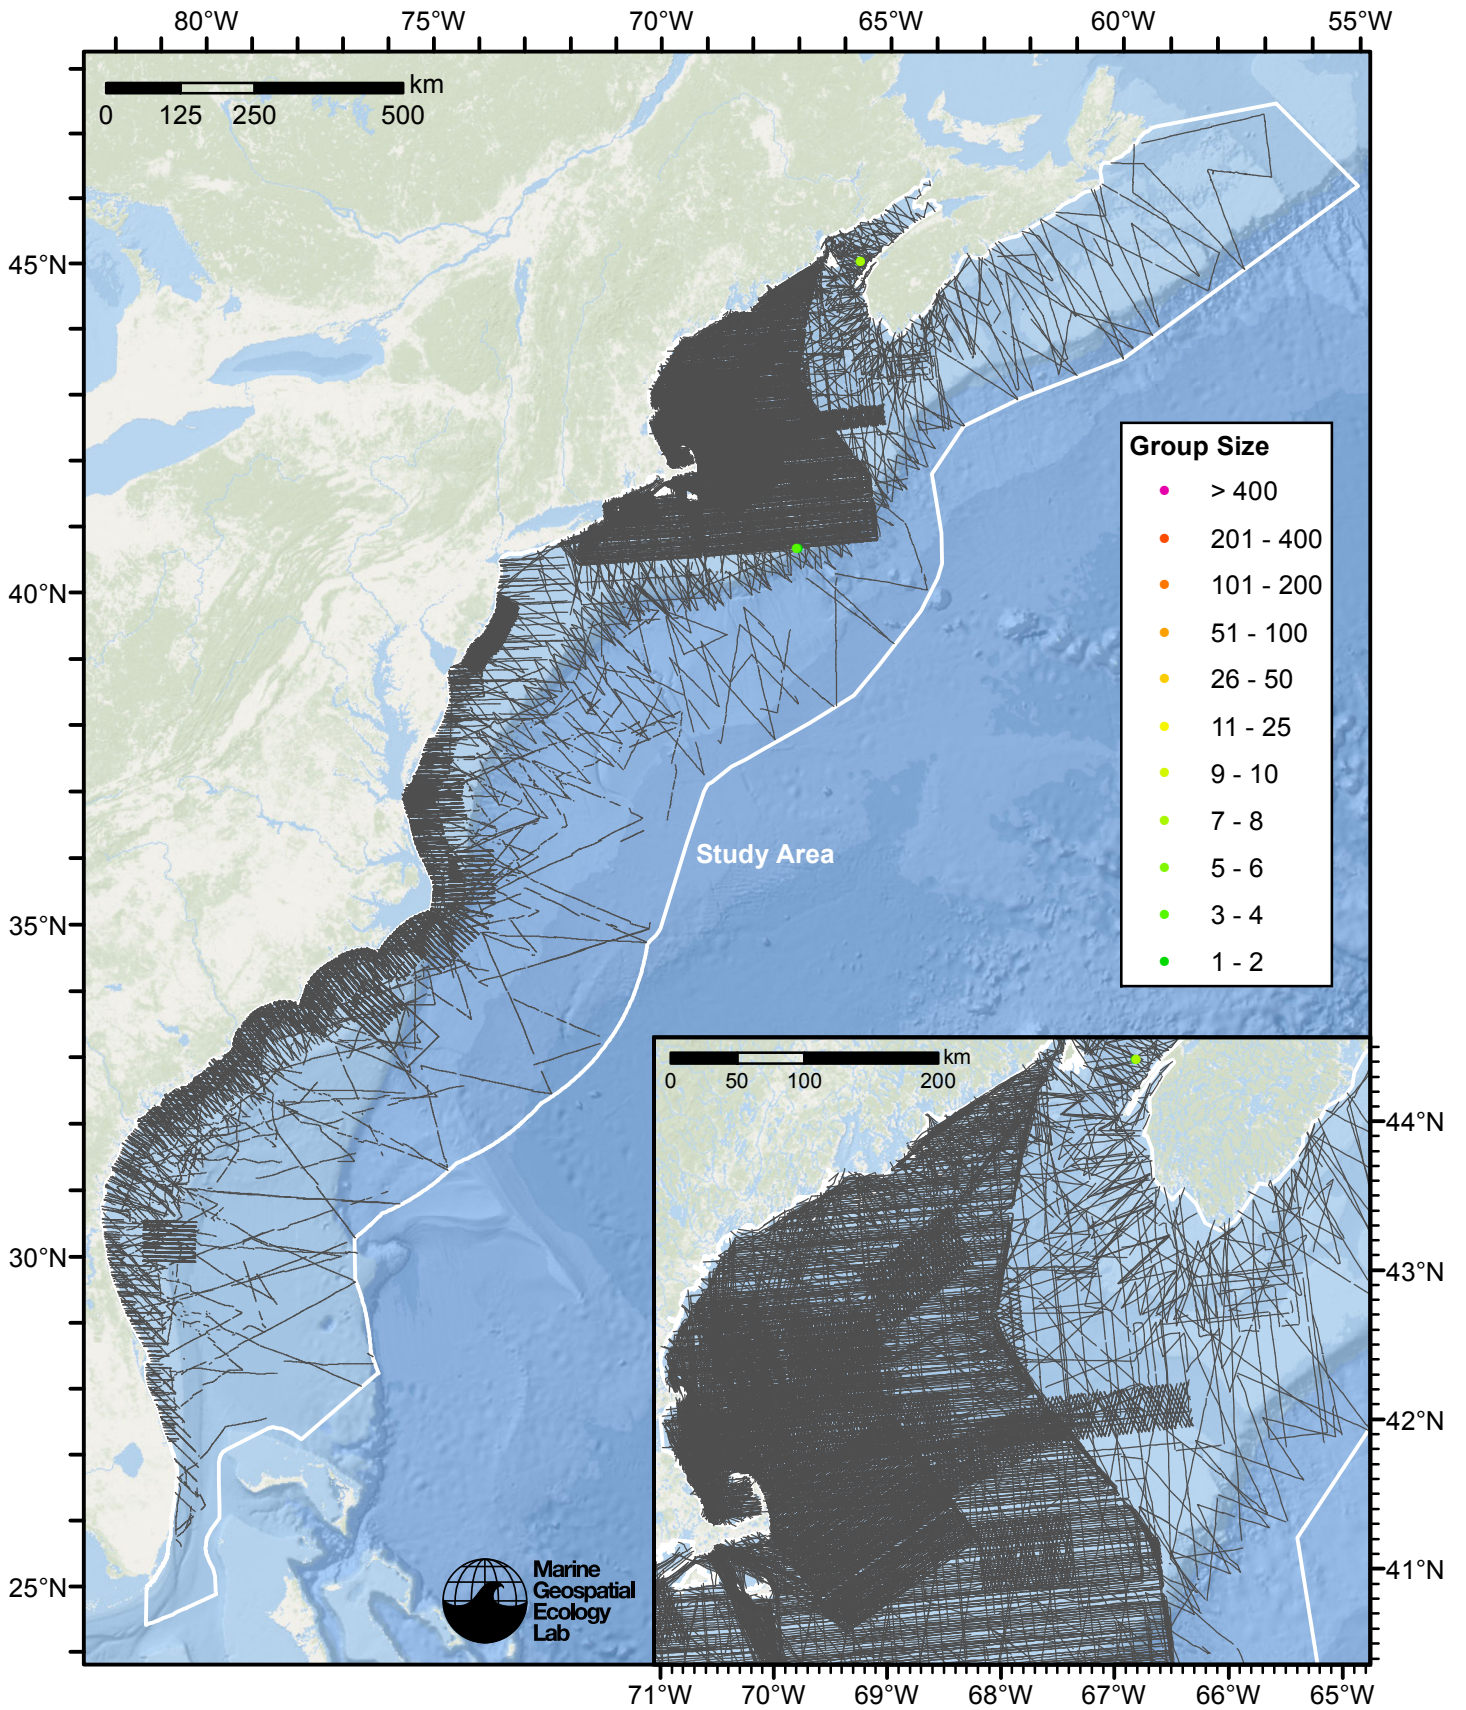 80°W 75°W 70°W 65°W 60°W 55°W
km
0 125 250 500
45°N
40°N
35°N
30°N
25°N
Group Size
> 400
201 - 400
101 - 200
51 - 100
26 - 50
11 - 25
9 - 10
7 - 8
5 - 6
3 - 4
1 - 2
Study Area
km
0 50 100 200
44°N
43°N
42°N
41°N
Marine
Geospatial
Ecology
Lab
71°W 70°W 69°W 68°W 67°W 66°W 65°W